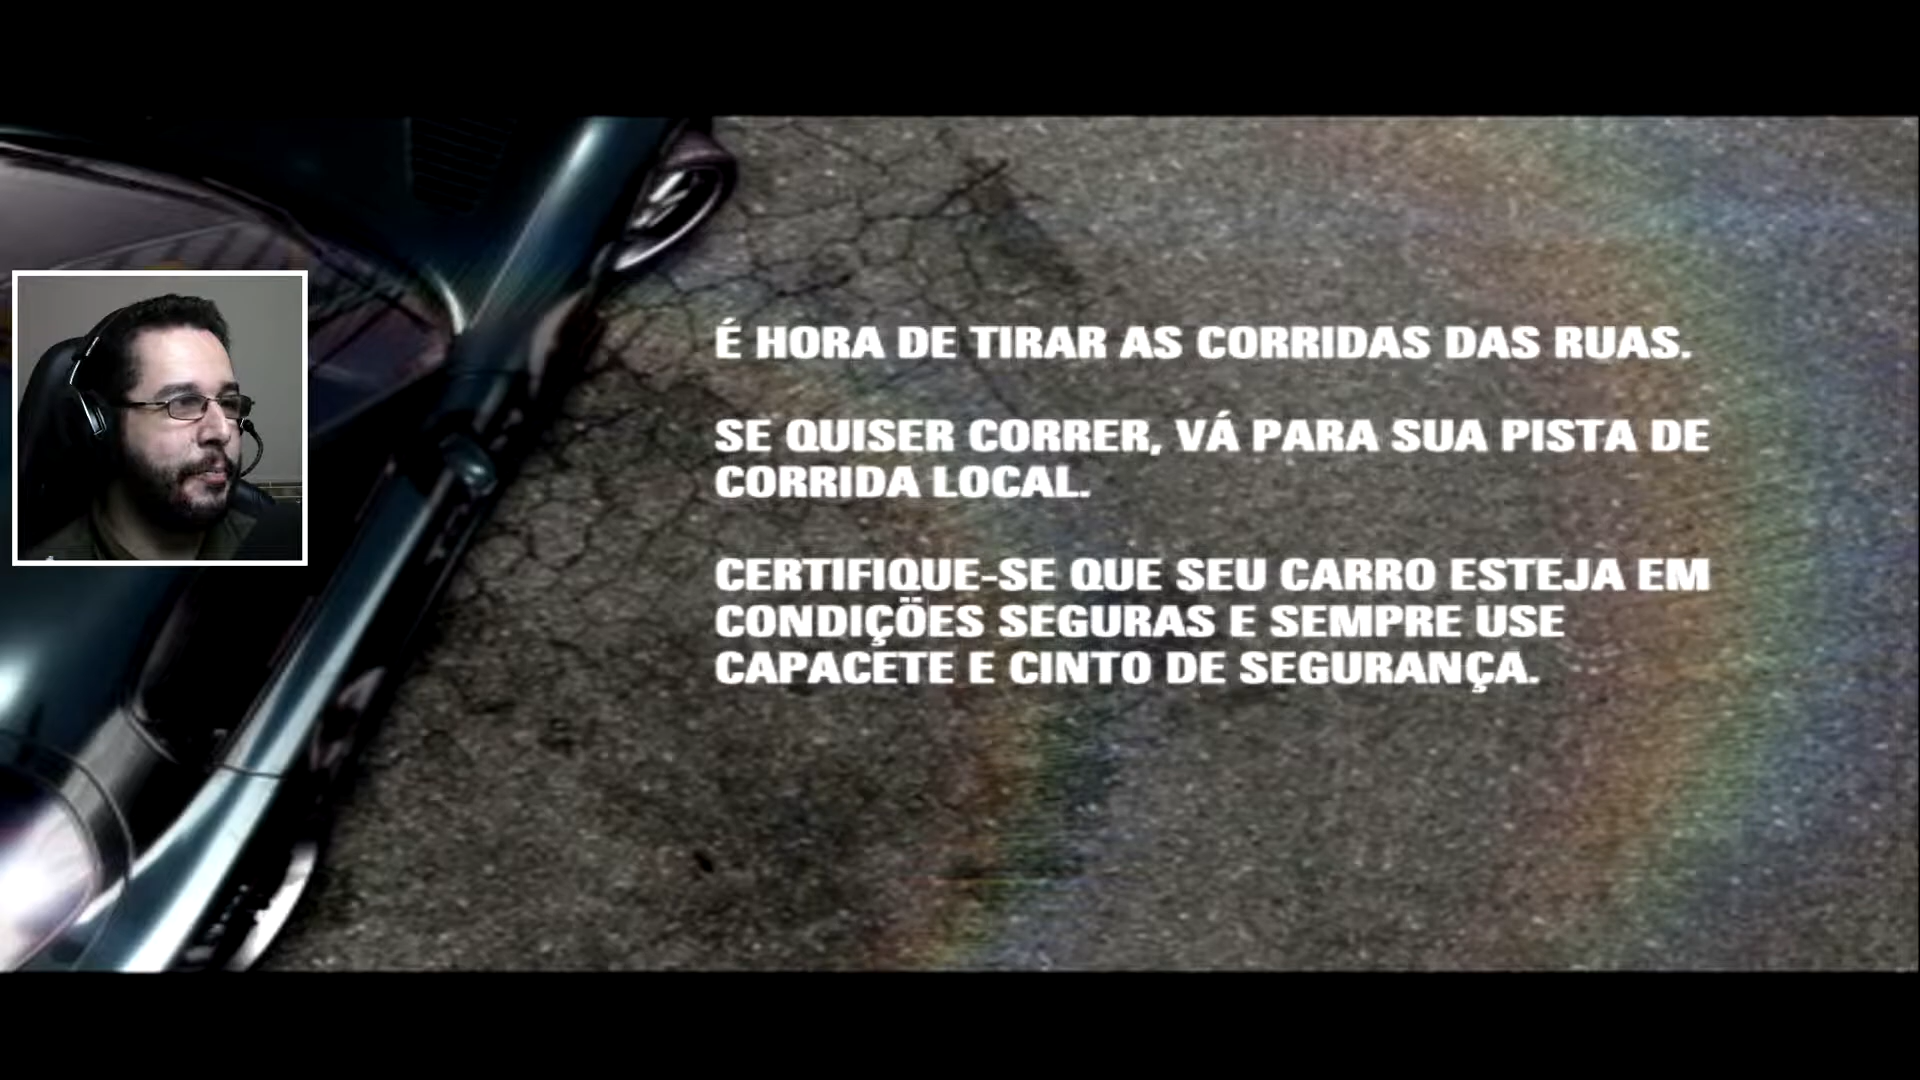 É HORA DE TIRAR AS CORRIDAS DAS RUAS.
SE QUISER CORRER, VÁ PARA SUA PISTA DE
CORRIDA LOCAL.
CERTIFIQUE-SE QUE SEU CARRO ESTEJA EM
CONDIÇÖES SEGURAS E SEMPRE USE
CAPACETE E CINTO DE SEGURANÇA.